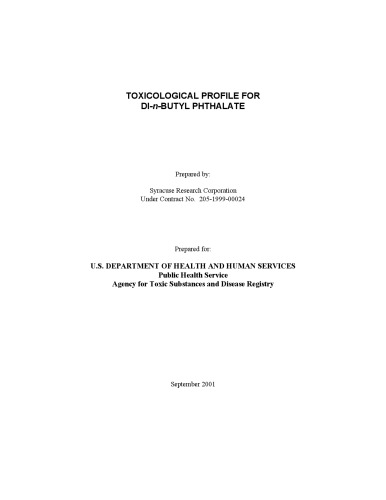 TOXICOLOGICAL PROFILE FOR
DI-n-BUTYL PHTHALATE
Prepared by:
Syracuse Research Corporation
Under Contract No. 205-1999-00024
Prepared for:
U.S. DEPARTMENT OF HEALTH AND HUMAN SERVICES
Public Health Service
Agency for Toxic Substances and Disease Registry
September 2001